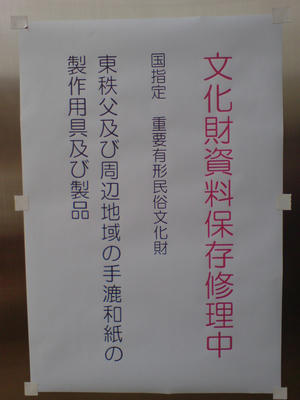 文化財資料保存修理中
国指定　重要有形民俗文化財
東秩父及び周辺地域の手漉和紙の
製作用具及び製品